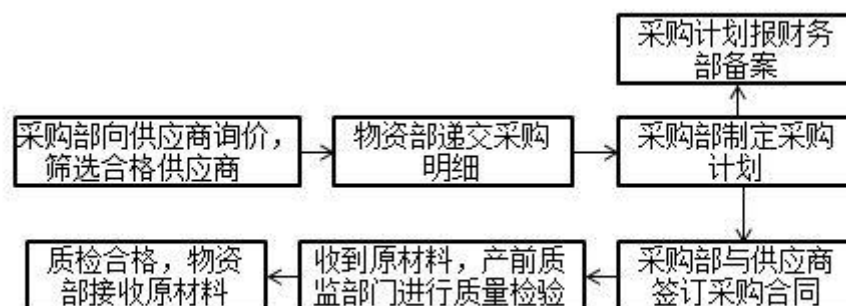 采购计划报财务
部备案
采购部向供应商询价，
筛选合格供应商
物资部递交采购
明细
采购部制定采购
计划
质检合格，物资
部接收原材料
收到原材料，产前质
监部门进行质量检验
采购部与供应商
签订采购合同